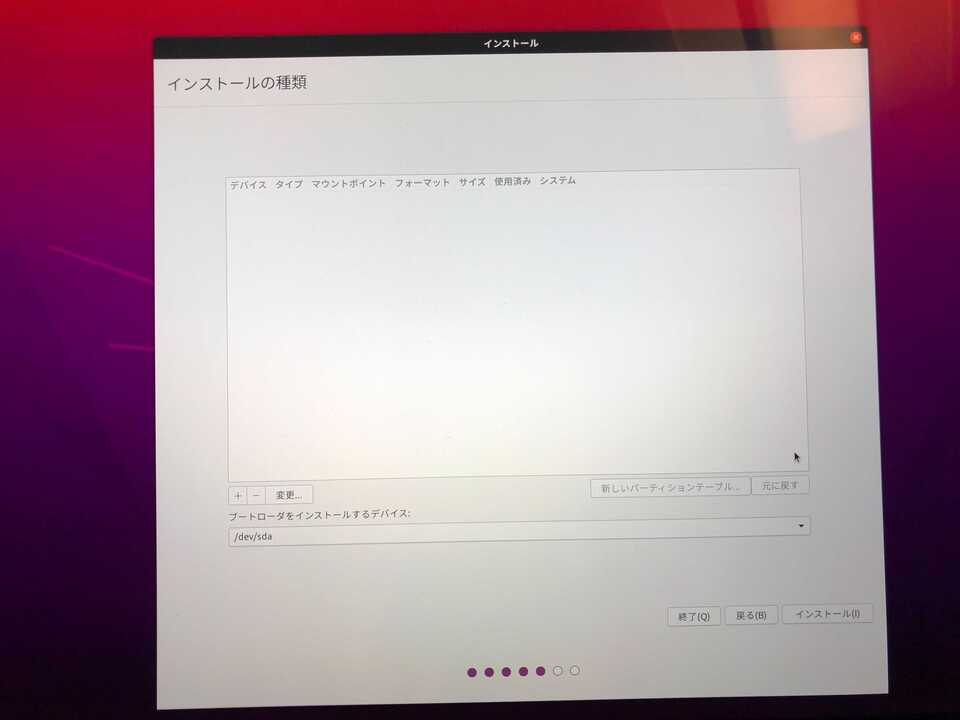 インストール
インストールの種類
デバイス タイプ マウントポイント フォーマット サイズ 使用済み システム
+ − 変更... 新しいパーティションテーブル... 元に戻す
ブートローダをインストールするデバイス:
/dev/sda
終了(Q) 戻る(B) インストール(I)